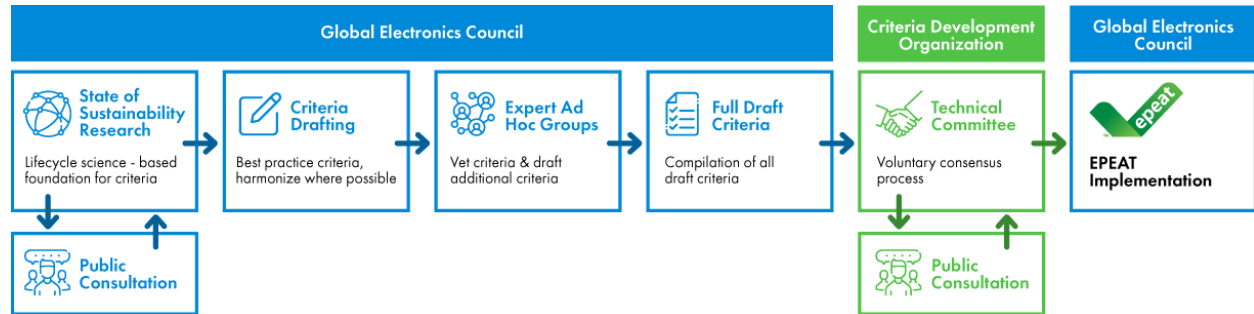 Global Electronics Council
Criteria Development
Organization
Global Electronics
Council
State of
Sustainability
Research
Lifecycle science - based
foundation for criteria
Criteria
Drafting
Best practice criteria,
harmonize where possible
Expert Ad
Hoc Groups
Vet criteria & draft
additional criteria
Full Draft
Criteria
Compilation of all
draft criteria
Technical
Committee
Voluntary consensus
process
epeat
EPEAT
Implementation
Public
Consultation
Public
Consultation